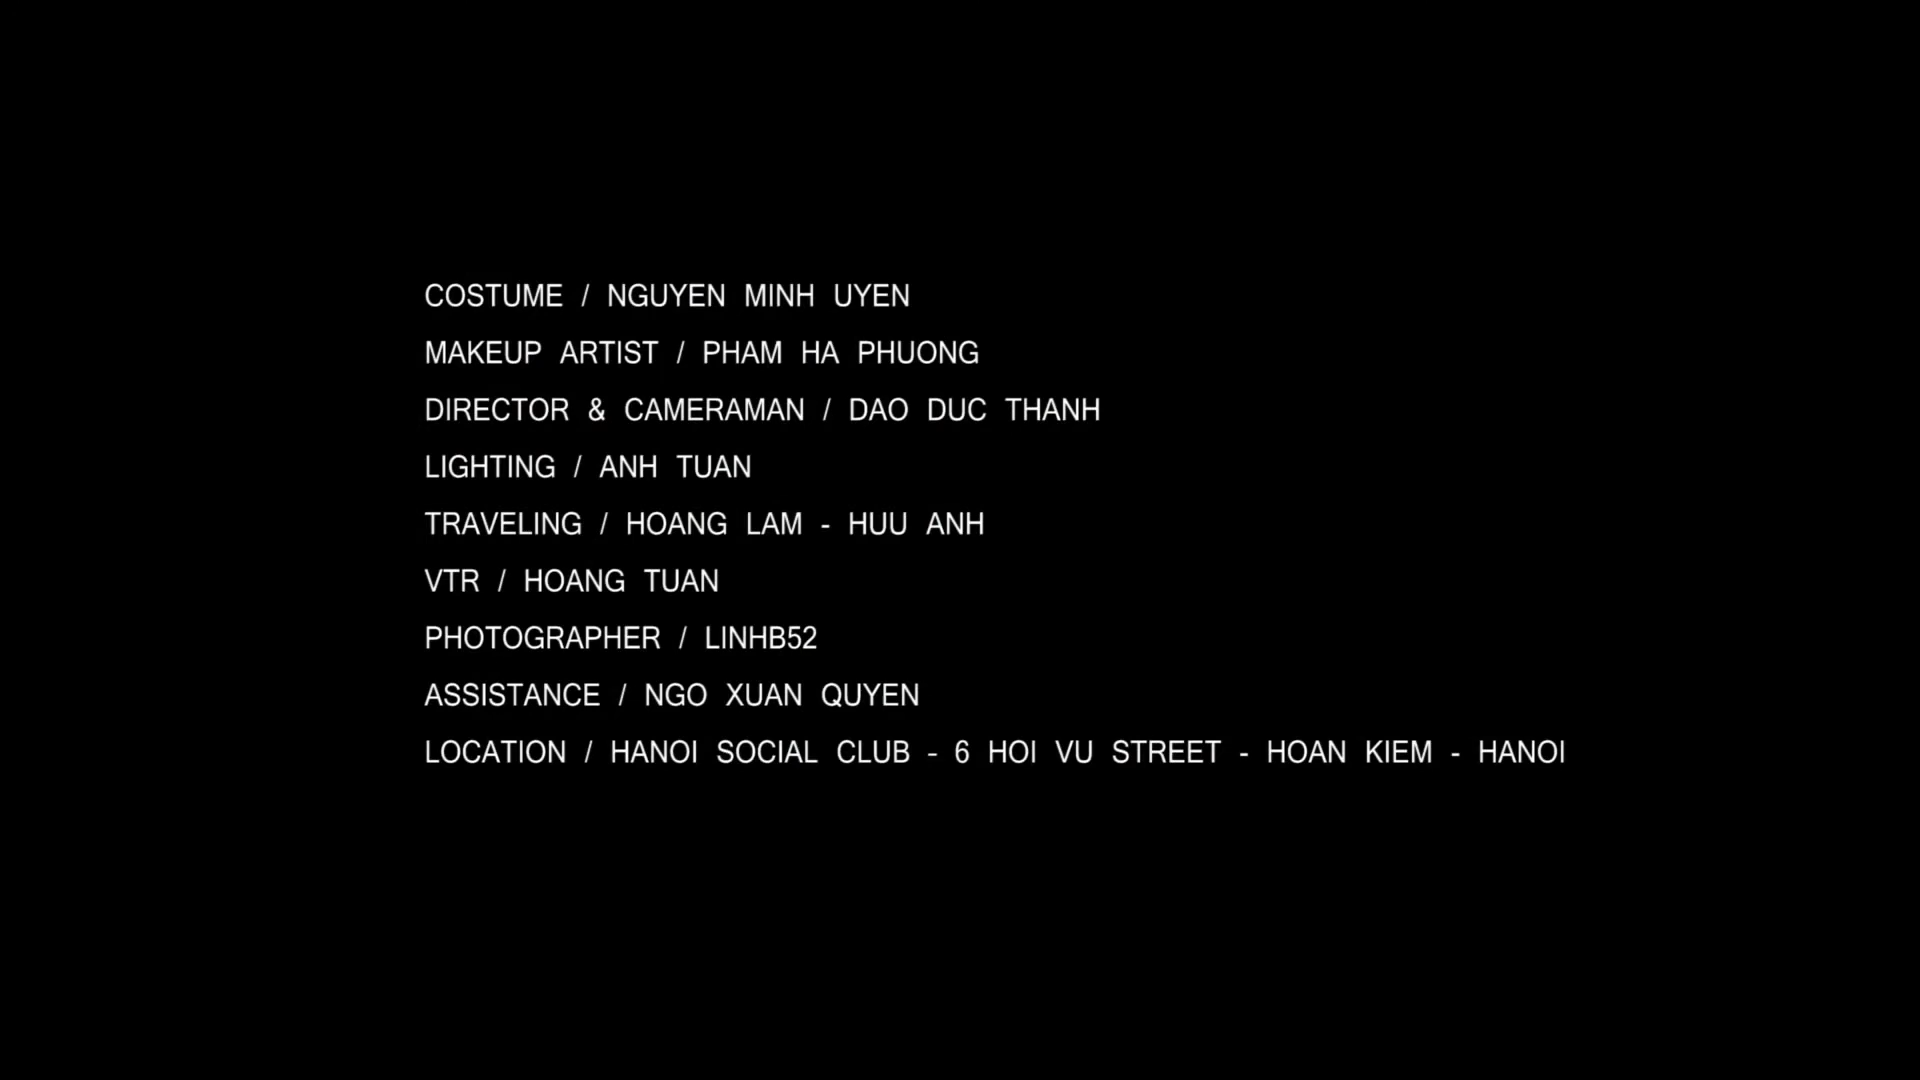 COSTUME / NGUYEN MINH UYEN
MAKEUP ARTIST / PHAM HA PHUONG
DIRECTOR & CAMERAMAN / DAO DUC THANH
LIGHTING / ANH TUAN
TRAVELING / HOANG LAM - HUU ANH
VTR / HOANG TUAN
PHOTOGRAPHER / LINHB52
ASSISTANCE / NGO XUAN QUYEN
LOCATION / HANOI SOCIAL CLUB - 6 HOI VU STREET - HOAN KIEM - HANOI